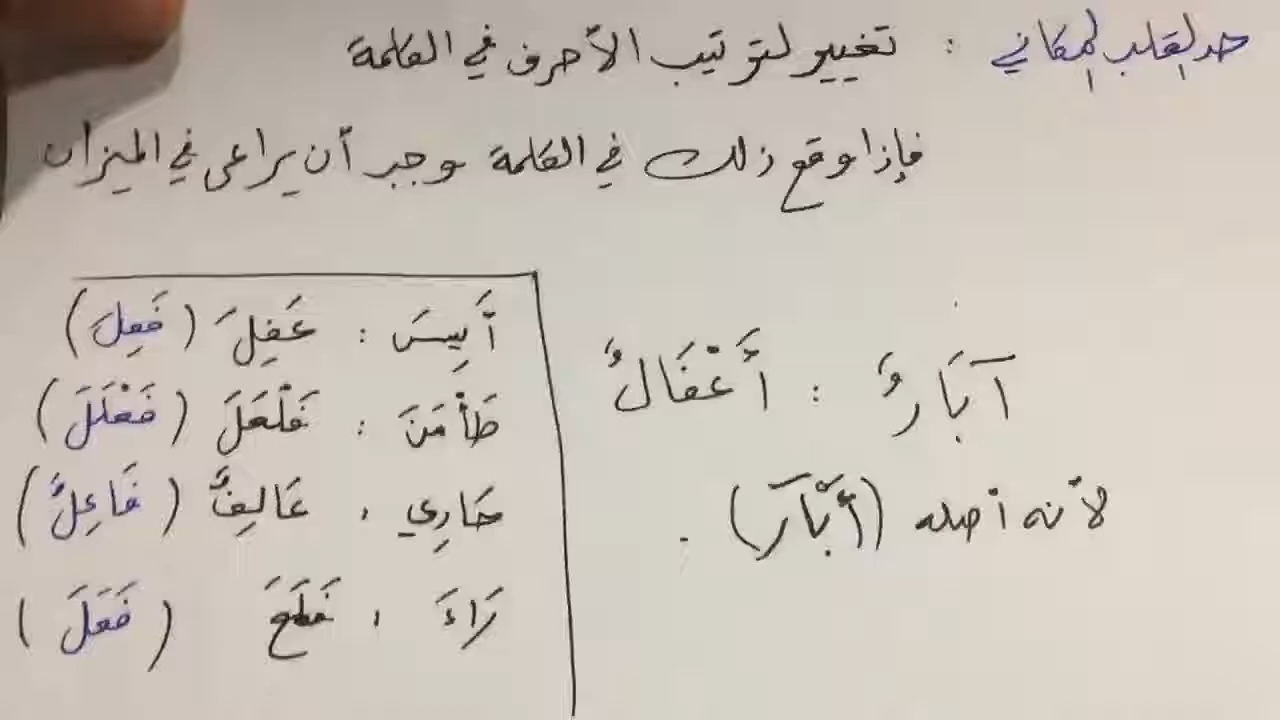 حد القلب المكاني : تغيير لترتيب الأحرف في الكلمة
فإذا وقع ذلك في الكلمة وجب أن يراعى في الميزان
آبَارٌ : أَعْفَالٌ
لأنه أصله (أَبْآر) .
أَيِسَ : عَفِلَ (فَعِلَ)
طَأْمَنَ : فَلْعَلَ (فَعْلَلَ)
حَادِي : عَالِفٌ (فَاعِلٌ)
رَاءَ : فَلَعَ (فَعَلَ)